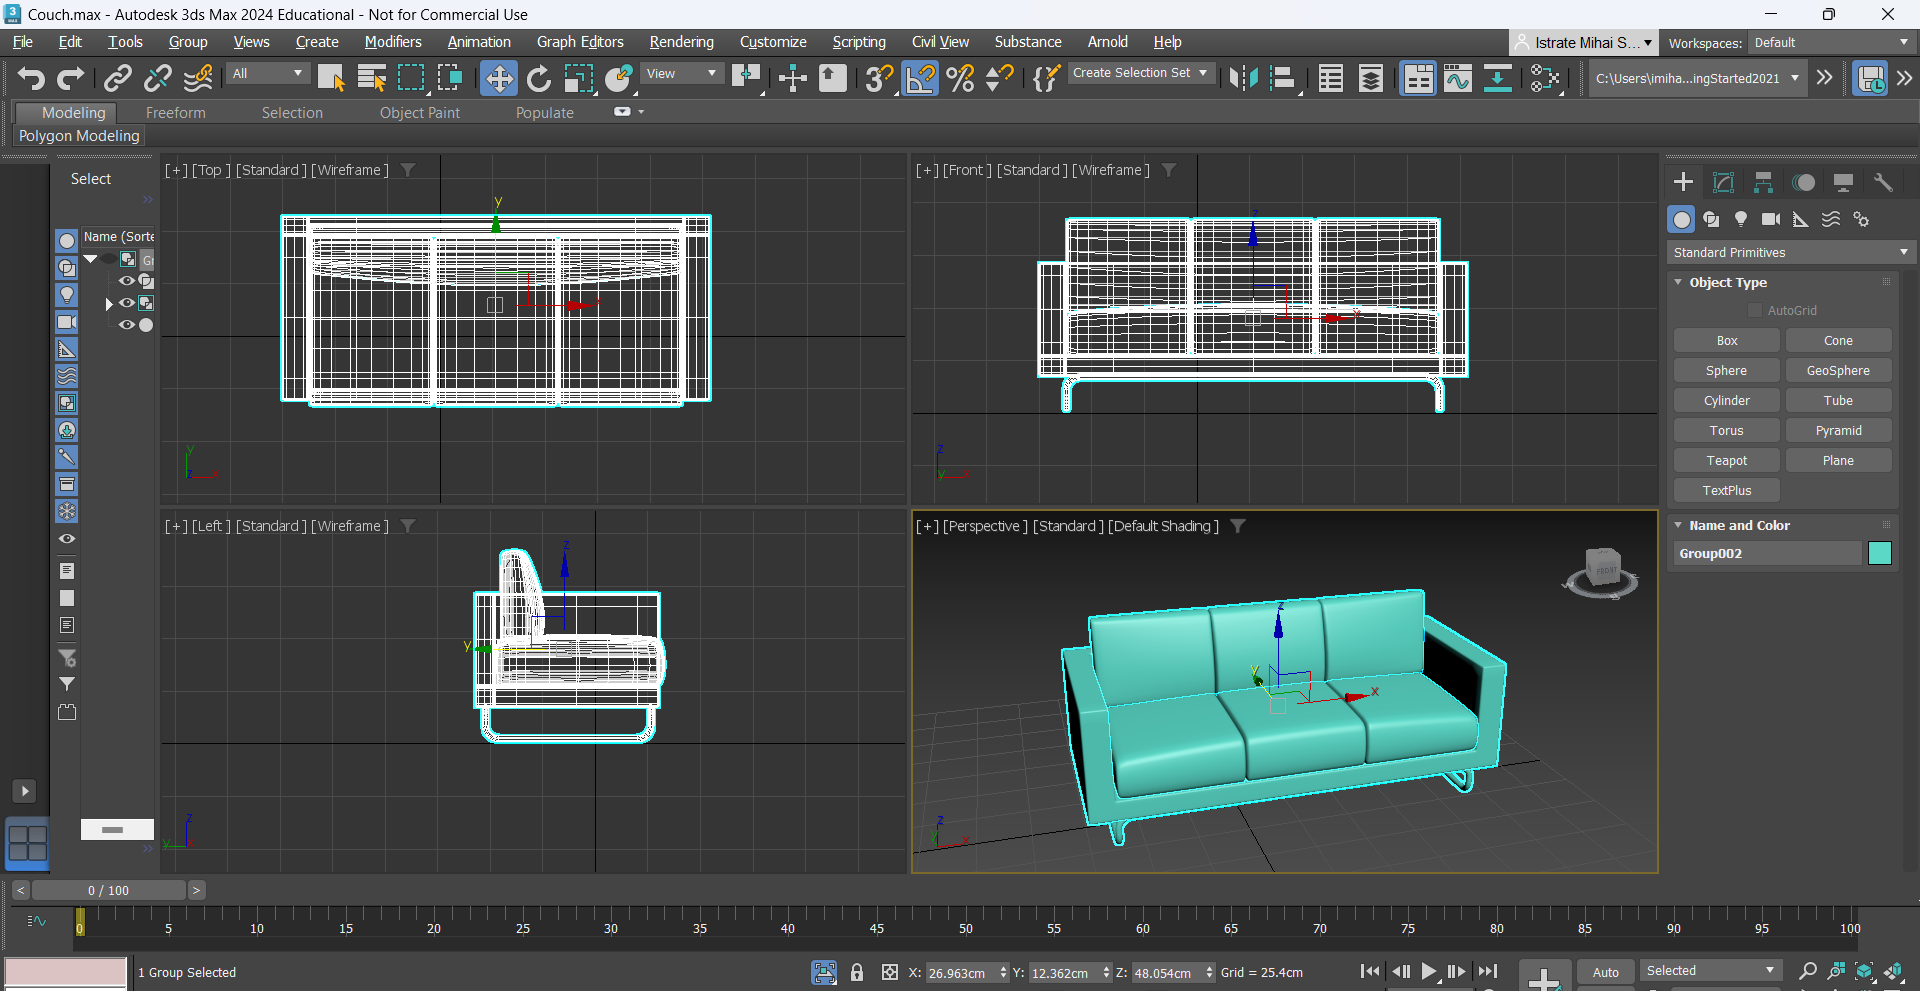 Couch.max - Autodesk 3ds Max 2024 Educational - Not for Commercial Use
File Edit Tools Group Views Create Modifiers Animation Graph Editors Rendering Customize Scripting Civil View Substance Arnold Help
Istrate Mihai S... Workspaces: Default
All View Create Selection Set C:\Users\imiha...ingStarted2021
Modeling Freeform Selection Object Paint Populate
Polygon Modeling
Select
Name (Sorte
Gr
[+] [Top ] [Standard ] [Wireframe ]
y
x
y
z x
[+] [Front ] [Standard ] [Wireframe ]
z
x
z
y x
[+] [Left ] [Standard ] [Wireframe ]
z
y
z
y
[+] [Perspective ] [Standard ] [Default Shading ]
FRONT
z
y
x
z
x
Standard Primitives
Object Type
AutoGrid
Box Cone
Sphere GeoSphere
Cylinder Tube
Torus Pyramid
Teapot Plane
TextPlus
Name and Color
Group002
< 0 / 100 >
0 5 10 15 20 25 30 35 40 45 50 55 60 65 70 75 80 85 90 95 100
1 Group Selected
X: 26.963cm Y: 12.362cm Z: 48.054cm Grid = 25.4cm
Auto Selected